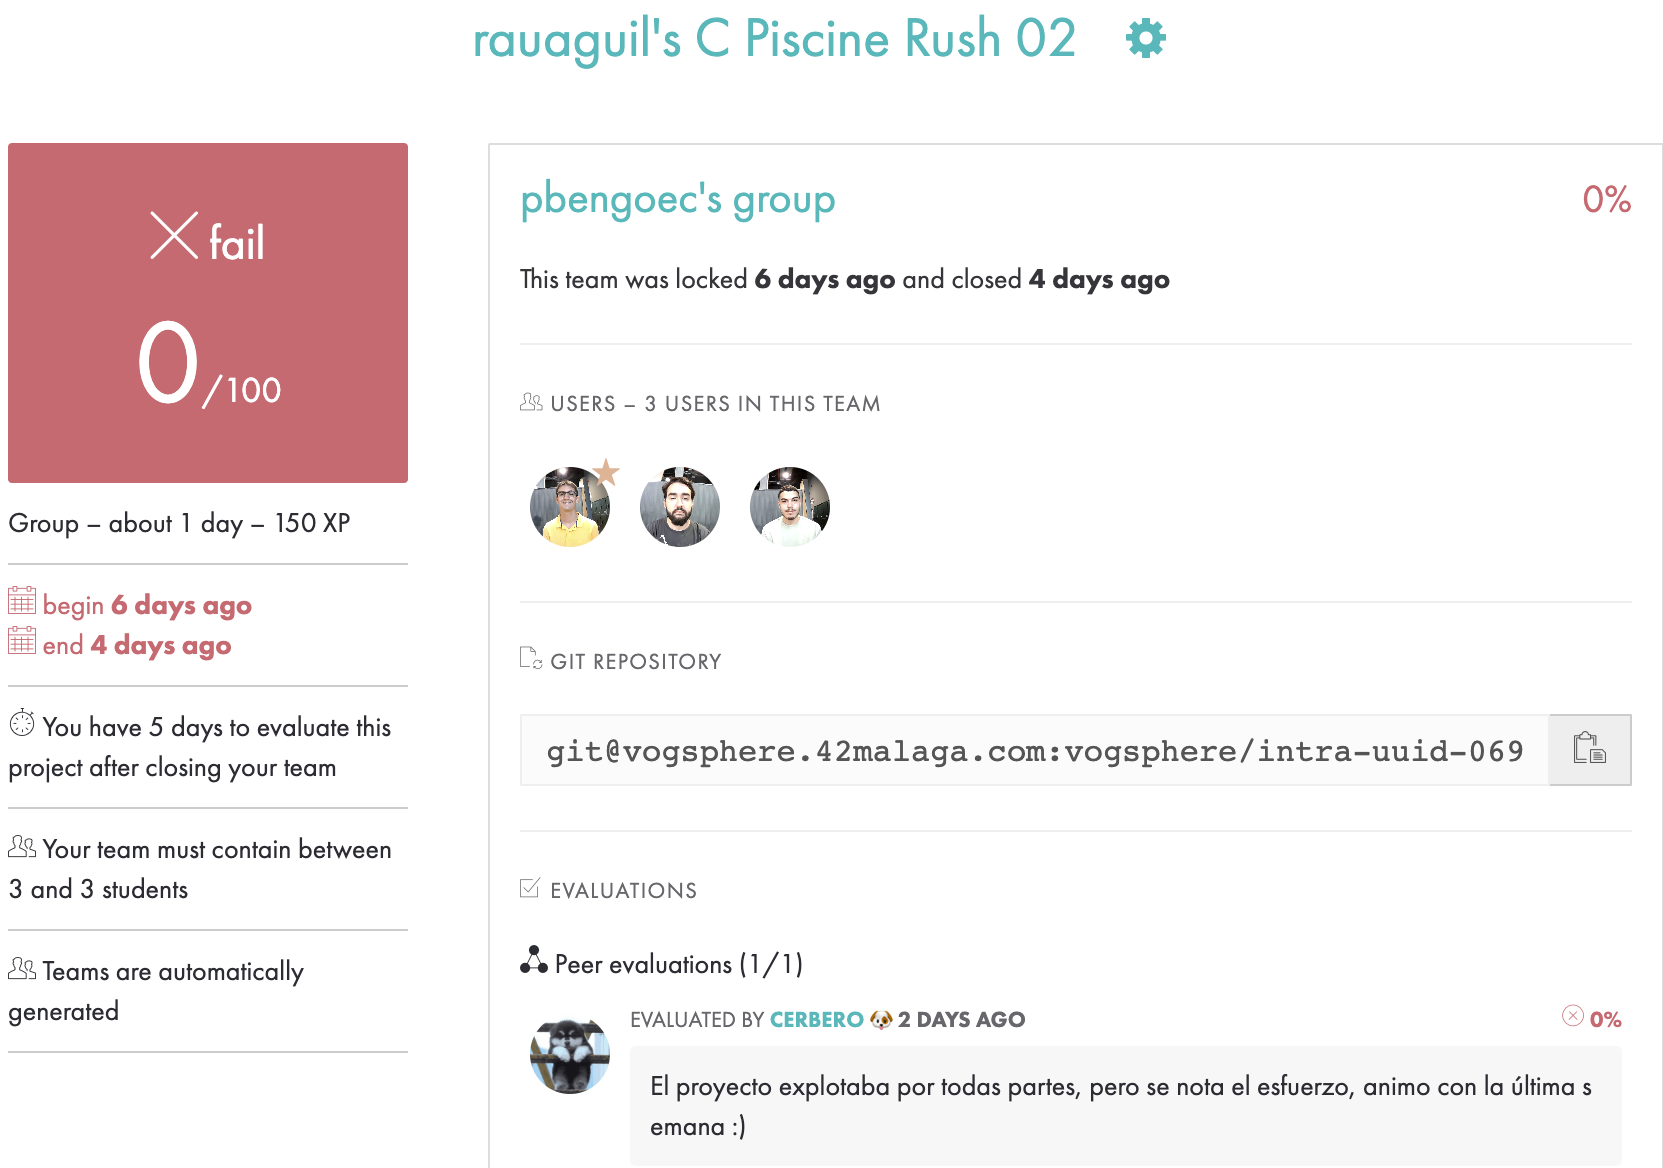 rauaguil's C Piscine Rush 02
fail
0/100
Group – about 1 day – 150 XP
begin 6 days ago
end 4 days ago
You have 5 days to evaluate this
project after closing your team
Your team must contain between
3 and 3 students
Teams are automatically
generated
pbengoec's group
0%
This team was locked 6 days ago and closed 4 days ago
USERS – 3 USERS IN THIS TEAM
GIT REPOSITORY
git@vogsphere.42malaga.com:vogsphere/intra-uuid-069
EVALUATIONS
Peer evaluations (1/1)
EVALUATED BY CERBERO 🐶 2 DAYS AGO
0%
El proyecto explotaba por todas partes, pero se nota el esfuerzo, animo con la última s
emana :)